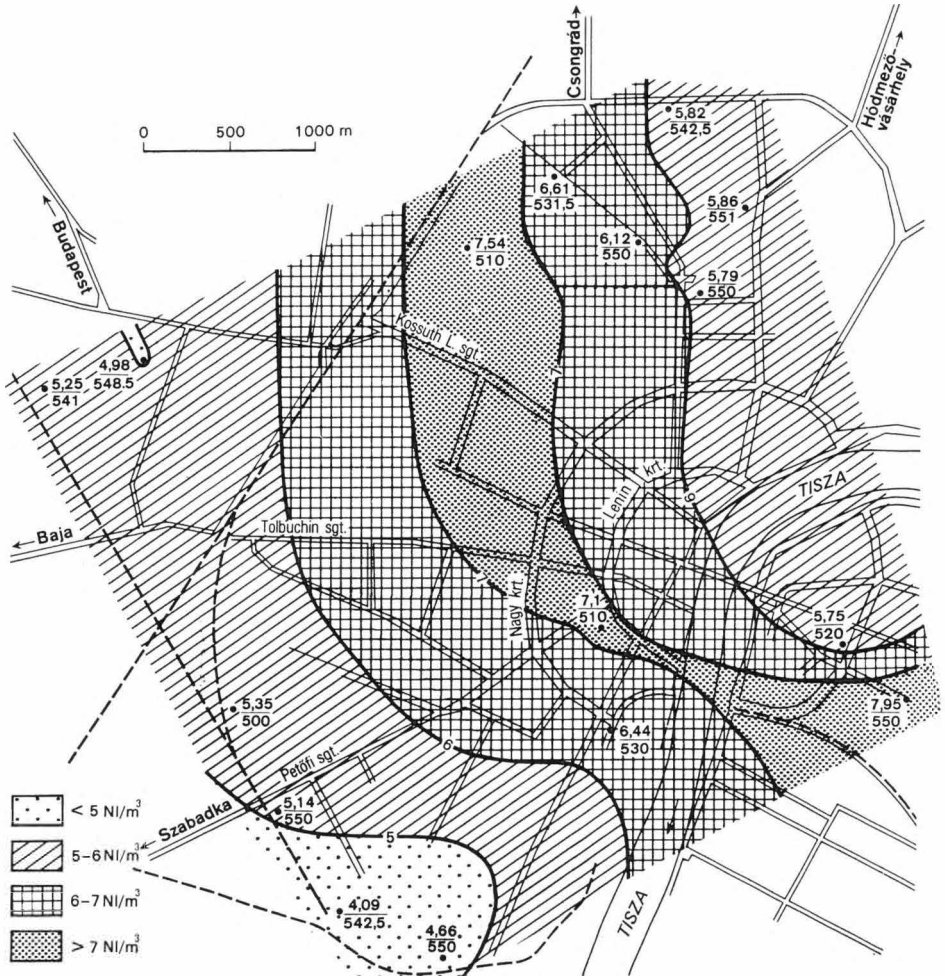 Csongrád
Hódmező-
vásárhely
0 500 1000 m
5,82
542,5
6,61
531,5
5,86
551
6,12
550
7,54
510
5,79
550
Budapest
Kossuth L. sgt.
4,98
548.5
5,25
541
7
Lenin krt.
6
TISZA
Baja
Tolbuchin sgt.
7
Nagy krt.
7,1
510
5,75
520
5,35
500
7,95
550
6,44
530
6
Petőfi sgt.
Szabadka
5,14
550
5
4,09
542,5
4,66
550
TISZA
< 5 Nl/m³
5–6 Nl/m³
6–7 Nl/m³
> 7 Nl/m³